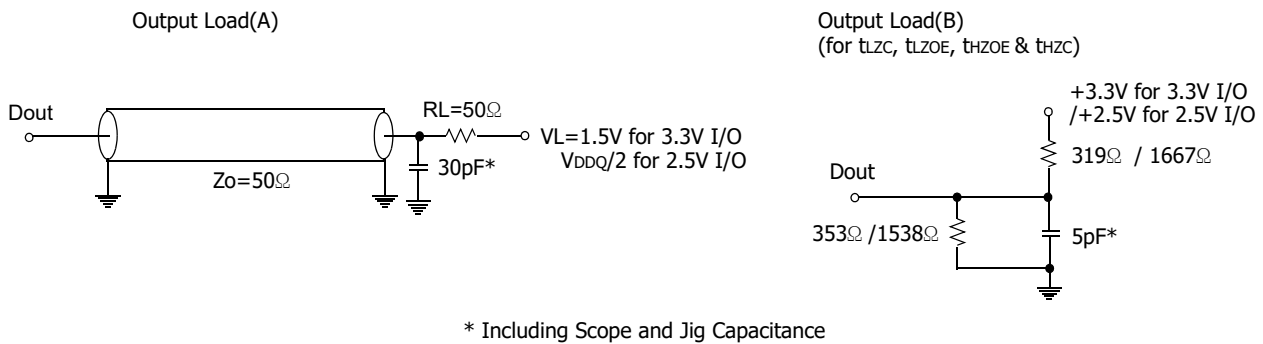 Output Load(A)
Dout
Zo=50Ω
RL=50Ω
30pF*
VL=1.5V for 3.3V I/O
VDDQ/2 for 2.5V I/O
Output Load(B)
(for tLZC, tLZOE, tHZOE & tHZC)
+3.3V for 3.3V I/O
/+2.5V for 2.5V I/O
319Ω / 1667Ω
Dout
353Ω /1538Ω
5pF*
* Including Scope and Jig Capacitance